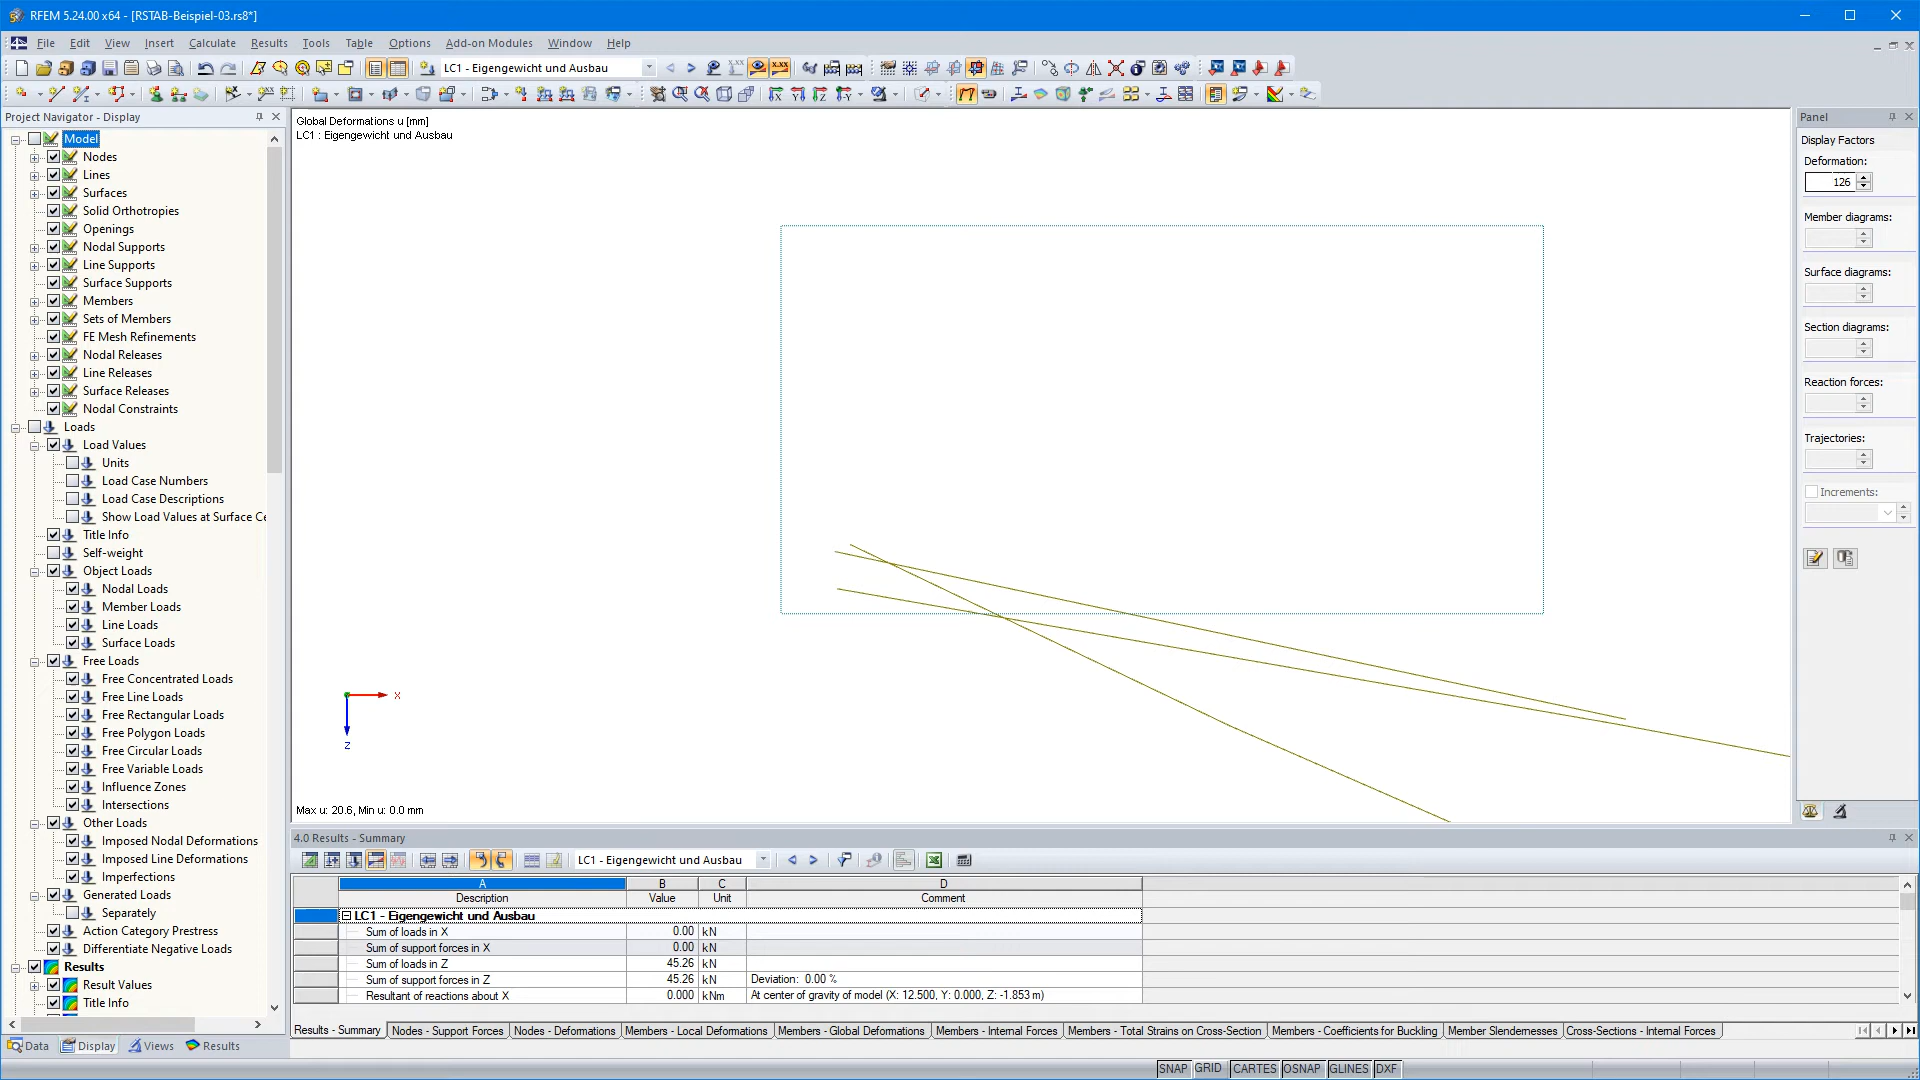 RFEM 5.24.00 x64 - [RSTAB-Beispiel-03.rs8*]
File Edit View Insert Calculate Results Tools Table Options Add-on Modules Window Help
LC1 - Eigengewicht und Ausbau
Project Navigator - Display
Model
Nodes
Lines
Surfaces
Solid Orthotropies
Openings
Nodal Supports
Line Supports
Surface Supports
Members
Sets of Members
FE Mesh Refinements
Nodal Releases
Line Releases
Surface Releases
Nodal Constraints
Loads
Load Values
Units
Load Case Numbers
Load Case Descriptions
Show Load Values at Surface Ce
Title Info
Self-weight
Object Loads
Nodal Loads
Member Loads
Line Loads
Surface Loads
Free Loads
Free Concentrated Loads
Free Line Loads
Free Rectangular Loads
Free Polygon Loads
Free Circular Loads
Free Variable Loads
Influence Zones
Intersections
Other Loads
Imposed Nodal Deformations
Imposed Line Deformations
Imperfections
Generated Loads
Separately
Action Category Prestress
Differentiate Negative Loads
Results
Result Values
Title Info
Data Display Views Results
Global Deformations u [mm]
LC1 : Eigengewicht und Ausbau
X
Z
Max u: 20.6, Min u: 0.0 mm
Panel
Display Factors
Deformation:
126
Member diagrams:
Surface diagrams:
Section diagrams:
Reaction forces:
Trajectories:
Increments:
4.0 Results - Summary
LC1 - Eigengewicht und Ausbau
A B C D
Description Value Unit Comment
LC1 - Eigengewicht und Ausbau
Sum of loads in X 0.00 kN
Sum of support forces in X 0.00 kN
Sum of loads in Z 45.26 kN
Sum of support forces in Z 45.26 kN Deviation: 0.00 %
Resultant of reactions about X 0.000 kNm At center of gravity of model (X: 12.500, Y: 0.000, Z: -1.853 m)
Results - Summary Nodes - Support Forces Nodes - Deformations Members - Local Deformations Members - Global Deformations Members - Internal Forces Members - Total Strains on Cross-Section Members - Coefficients for Buckling Member Slendernesses Cross-Sections - Internal Forces
SNAP GRID CARTES OSNAP GLINES DXF